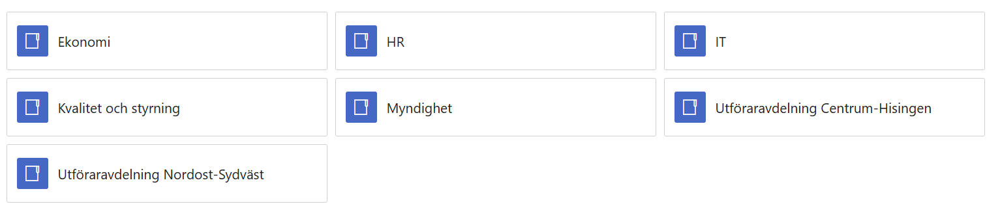 Ekonomi
HR
IT
Kvalitet och styrning
Myndighet
Utföraravdelning Centrum-Hisingen
Utföraravdelning Nordost-Sydväst